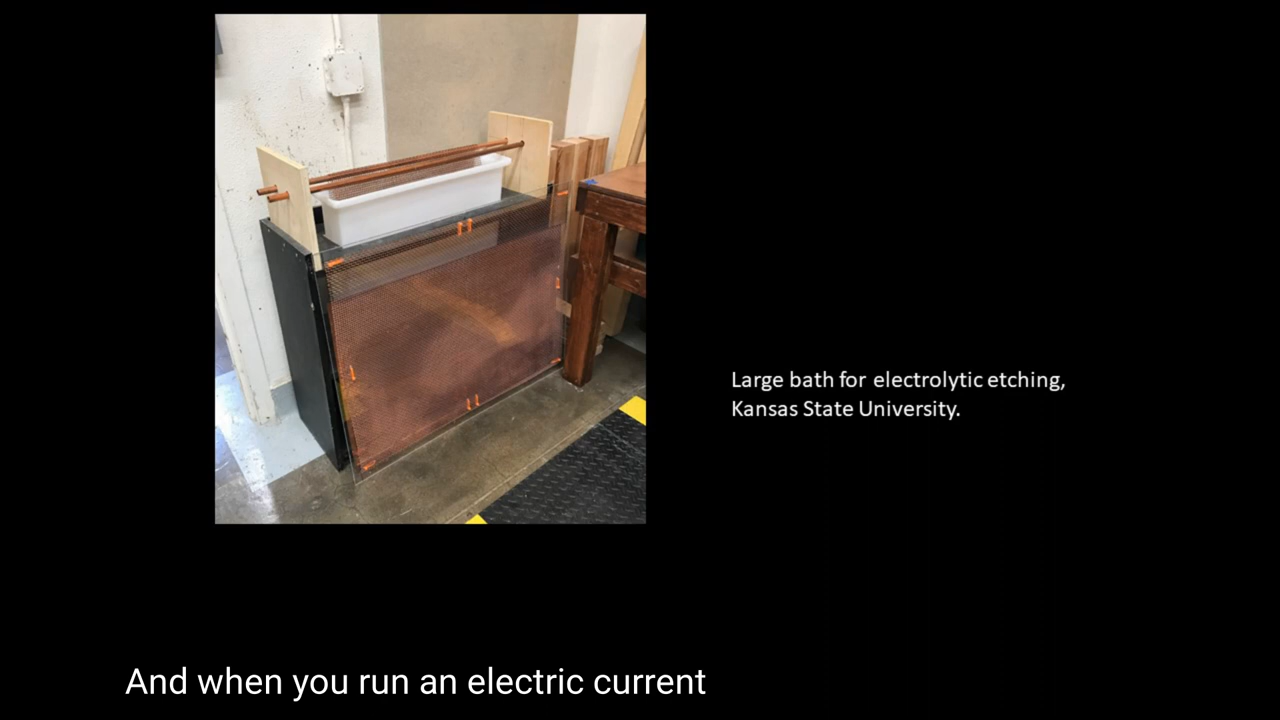 Large bath for electrolytic etching,
Kansas State University.
And when you run an electric current